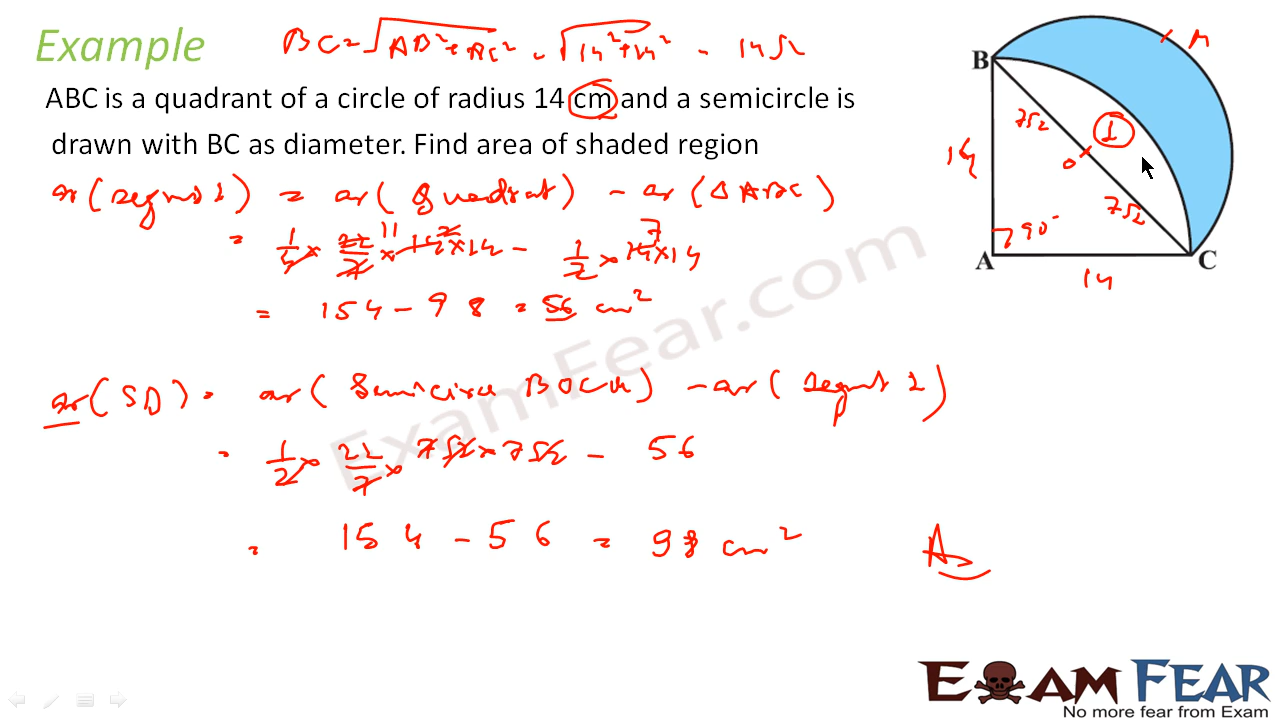 Example
BC = √AB² + AC² = √14² + 14² = 14√2
ABC is a quadrant of a circle of radius 14 cm and a semicircle is
drawn with BC as diameter. Find area of shaded region
ar( segment 1 ) = ar( Quadrant ) - ar( △ ABC )
= 1/4 × 22/7 11 × 14 2 × 14 - 1/2 × 14 7 × 14
= 154 - 98 = 56 cm²
ar( SD ) = ar( Semicircle BOCM ) - ar( segment 1 )
= 1/2 × 22/7 × 7√2 × 7√2 - 56
= 154 - 56 = 98 cm²
B
M
7√2
I
14
O
7√2
90°
A
C
14
ExamFear.com
EXAM FEAR
No more fear from Exam